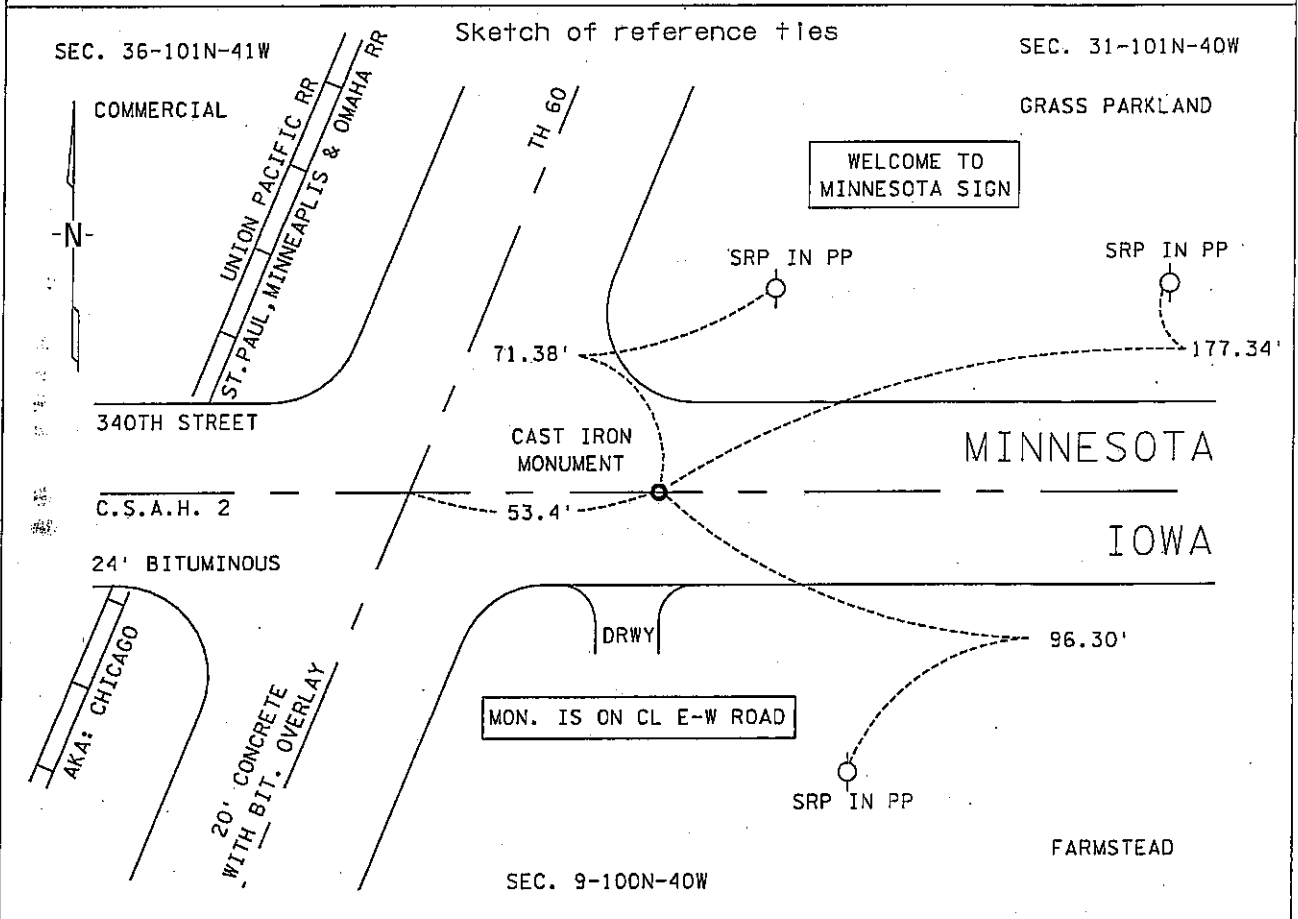 Sketch of reference ties
SEC. 36-101N-41W
SEC. 31-101N-40W
COMMERCIAL
GRASS PARKLAND
UNION PACIFIC RR
ST.PAUL, MINNEAPLIS & OMAHA RR
TH 60
WELCOME TO
MINNESOTA SIGN
-N-
SRP IN PP
SRP IN PP
71.38'
177.34'
340TH STREET
CAST IRON
MONUMENT
MINNESOTA
C.S.A.H. 2
53.4'
IOWA
24' BITUMINOUS
DRWY
96.30'
AKA: CHICAGO
20' CONCRETE
WITH BIT. OVERLAY
MON. IS ON CL E-W ROAD
SRP IN PP
FARMSTEAD
SEC. 9-100N-40W